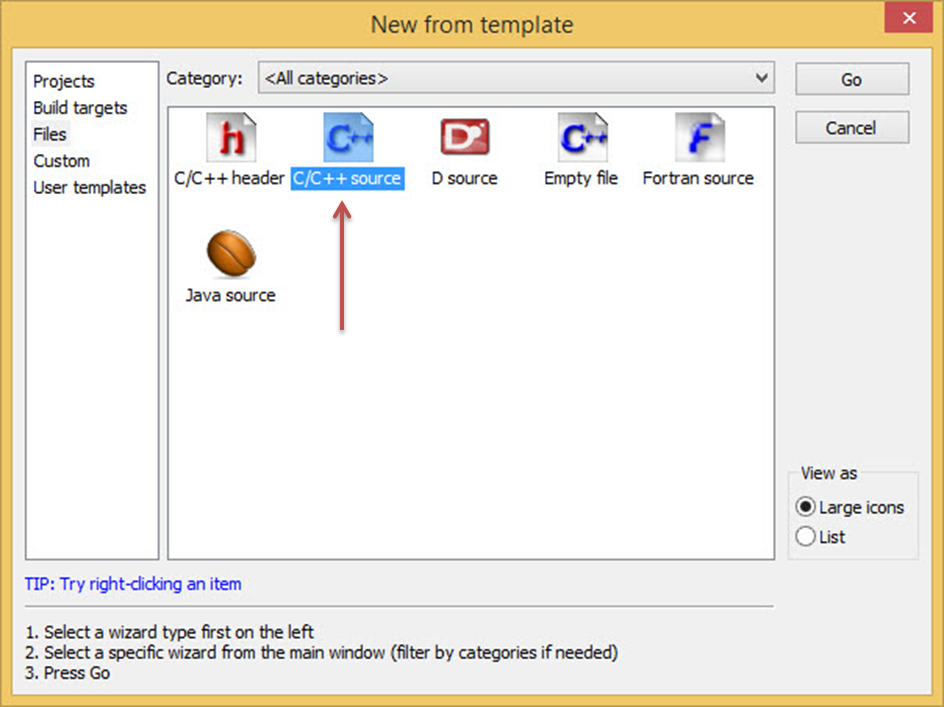 New from template
Projects
Build targets
Files
Custom
User templates
Category:
<All categories>
Go
Cancel
h
C++
D
C++
F
C/C++ header
C/C++ source
D source
Empty file
Fortran source
Java source
View as
Large icons
List
TIP: Try right-clicking an item
1. Select a wizard type first on the left
2. Select a specific wizard from the main window (filter by categories if needed)
3. Press Go